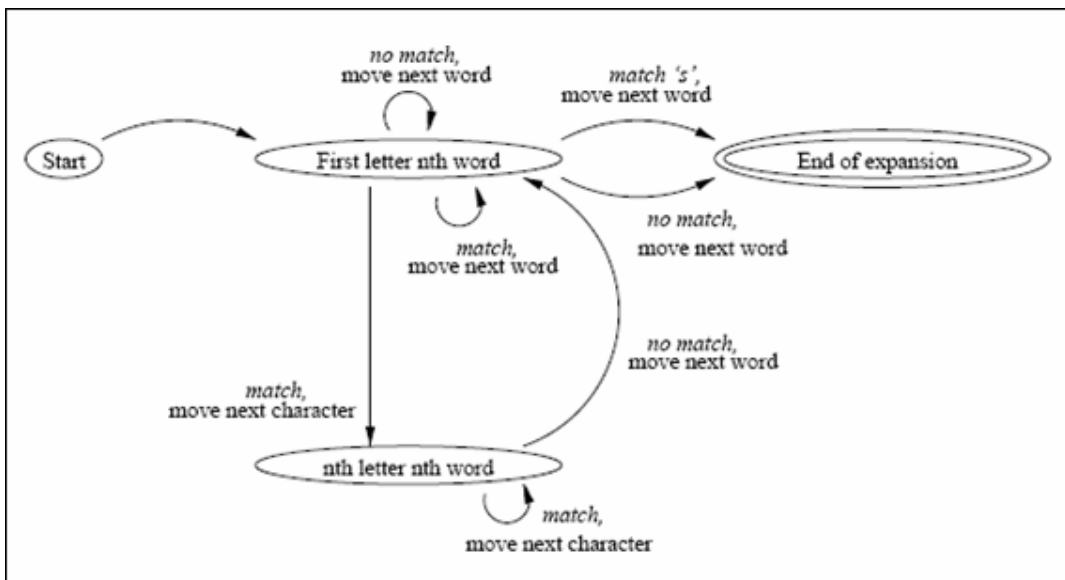 no match,
move next word
match ‘s’,
move next word
Start
First letter nth word
End of expansion
match,
move next word
no match,
move next word
no match,
move next word
match,
move next character
nth letter nth word
match,
move next character